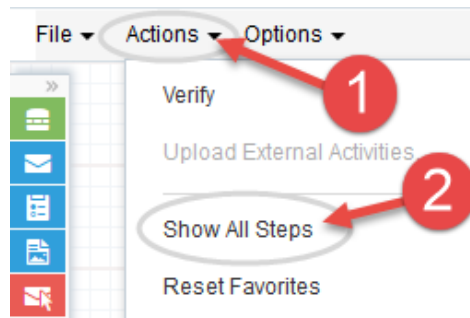 File Actions Options
»
Verify
1
Upload External Activities
2
Show All Steps
Reset Favorites